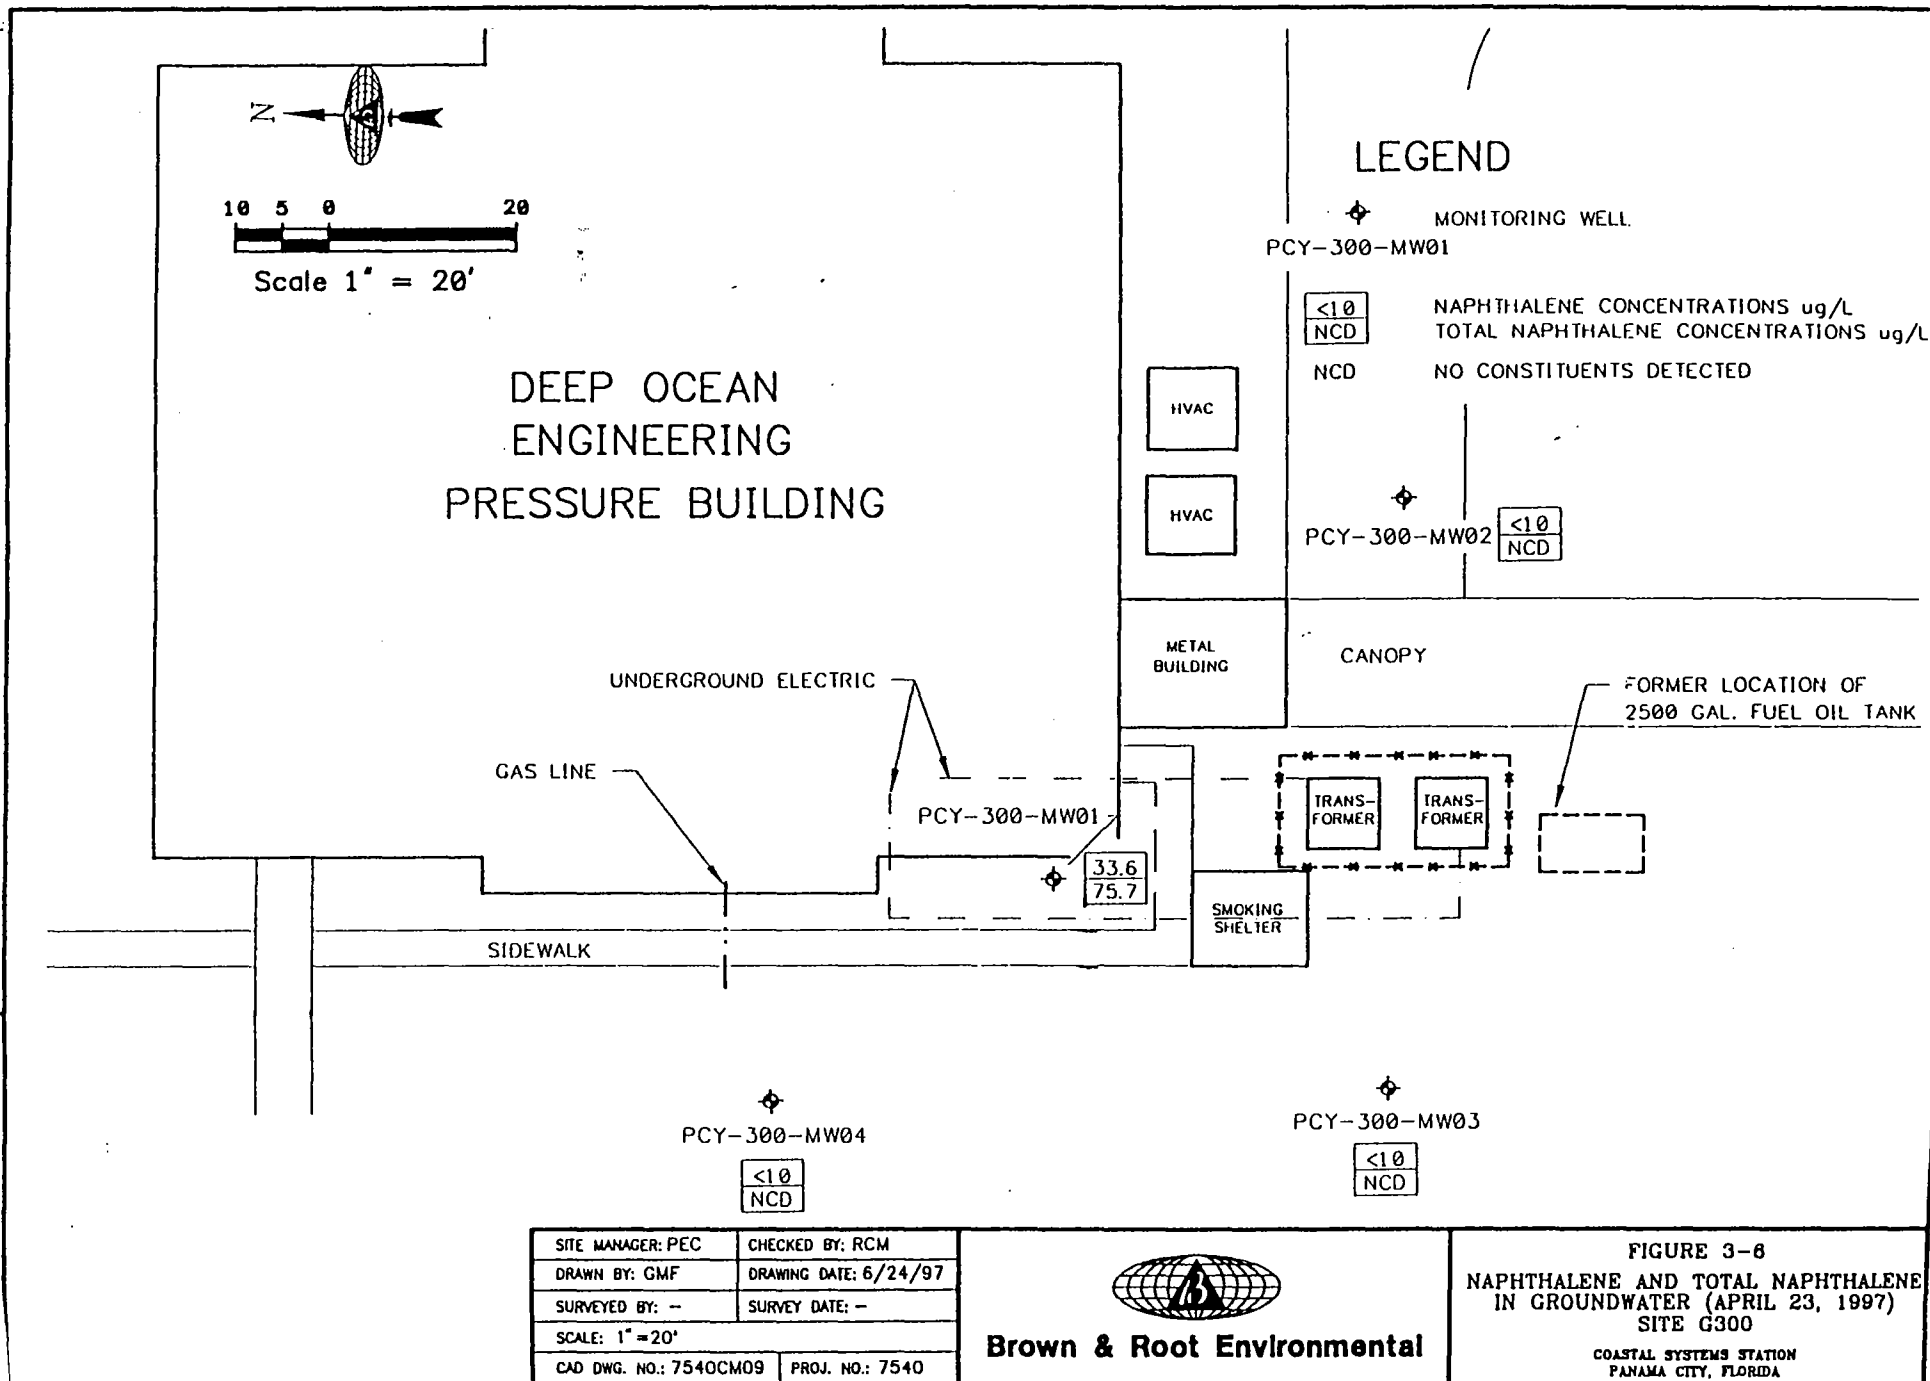 N
10 5 0 20
Scale 1" = 20'
DEEP OCEAN
ENGINEERING
PRESSURE BUILDING
LEGEND
MONITORING WELL
PCY-300-MW01
<10
NCD
NAPHTHALENE CONCENTRATIONS ug/L
TOTAL NAPHTHALENE CONCENTRATIONS ug/L
NCD NO CONSTITUENTS DETECTED
HVAC
HVAC
PCY-300-MW02
<10
NCD
METAL
BUILDING
CANOPY
UNDERGROUND ELECTRIC
FORMER LOCATION OF
2500 GAL. FUEL OIL TANK
GAS LINE
PCY-300-MW01
33.6
75.7
TRANS-
FORMER
TRANS-
FORMER
SMOKING
SHELTER
SIDEWALK
PCY-300-MW04
<10
NCD
PCY-300-MW03
<10
NCD
SITE MANAGER: PEC CHECKED BY: RCM
DRAWN BY: GMF DRAWING DATE: 6/24/97
SURVEYED BY: - SURVEY DATE: -
SCALE: 1"=20'
CAD DWG. NO.: 7540CM09 PROJ. NO.: 7540
Brown & Root Environmental
FIGURE 3-6
NAPHTHALENE AND TOTAL NAPHTHALENE
IN GROUNDWATER (APRIL 23, 1997)
SITE G300
COASTAL SYSTEMS STATION
PANAMA CITY, FLORIDA